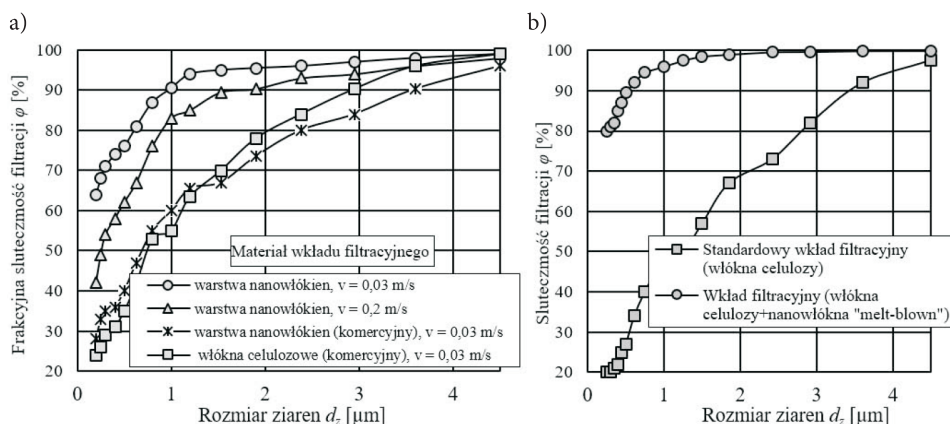 a)
Frakcyjna skuteczność filtracji φ [%]
100
90
80
70
60
50
40
30
20
Materiał wkładu filtracyjnego
warstwa nanowłókien, v = 0,03 m/s
warstwa nanowłókien, v = 0,2 m/s
warstwa nanowłókien (komercyjny), v = 0,03 m/s
włókna celulozowe (komercyjny), v = 0,03 m/s
0 1 2 3 4
Rozmiar ziaren dz [µm]
b)
Skuteczność filtracji φ [%]
100
90
80
70
60
50
40
30
20
Standardowy wkład filtracyjny
(włókna celulozy)
Wkład filtracyjny (włókna
celulozy+nanowłókna "melt-blown")
0 1 2 3 4
Rozmiar ziaren dz [µm]